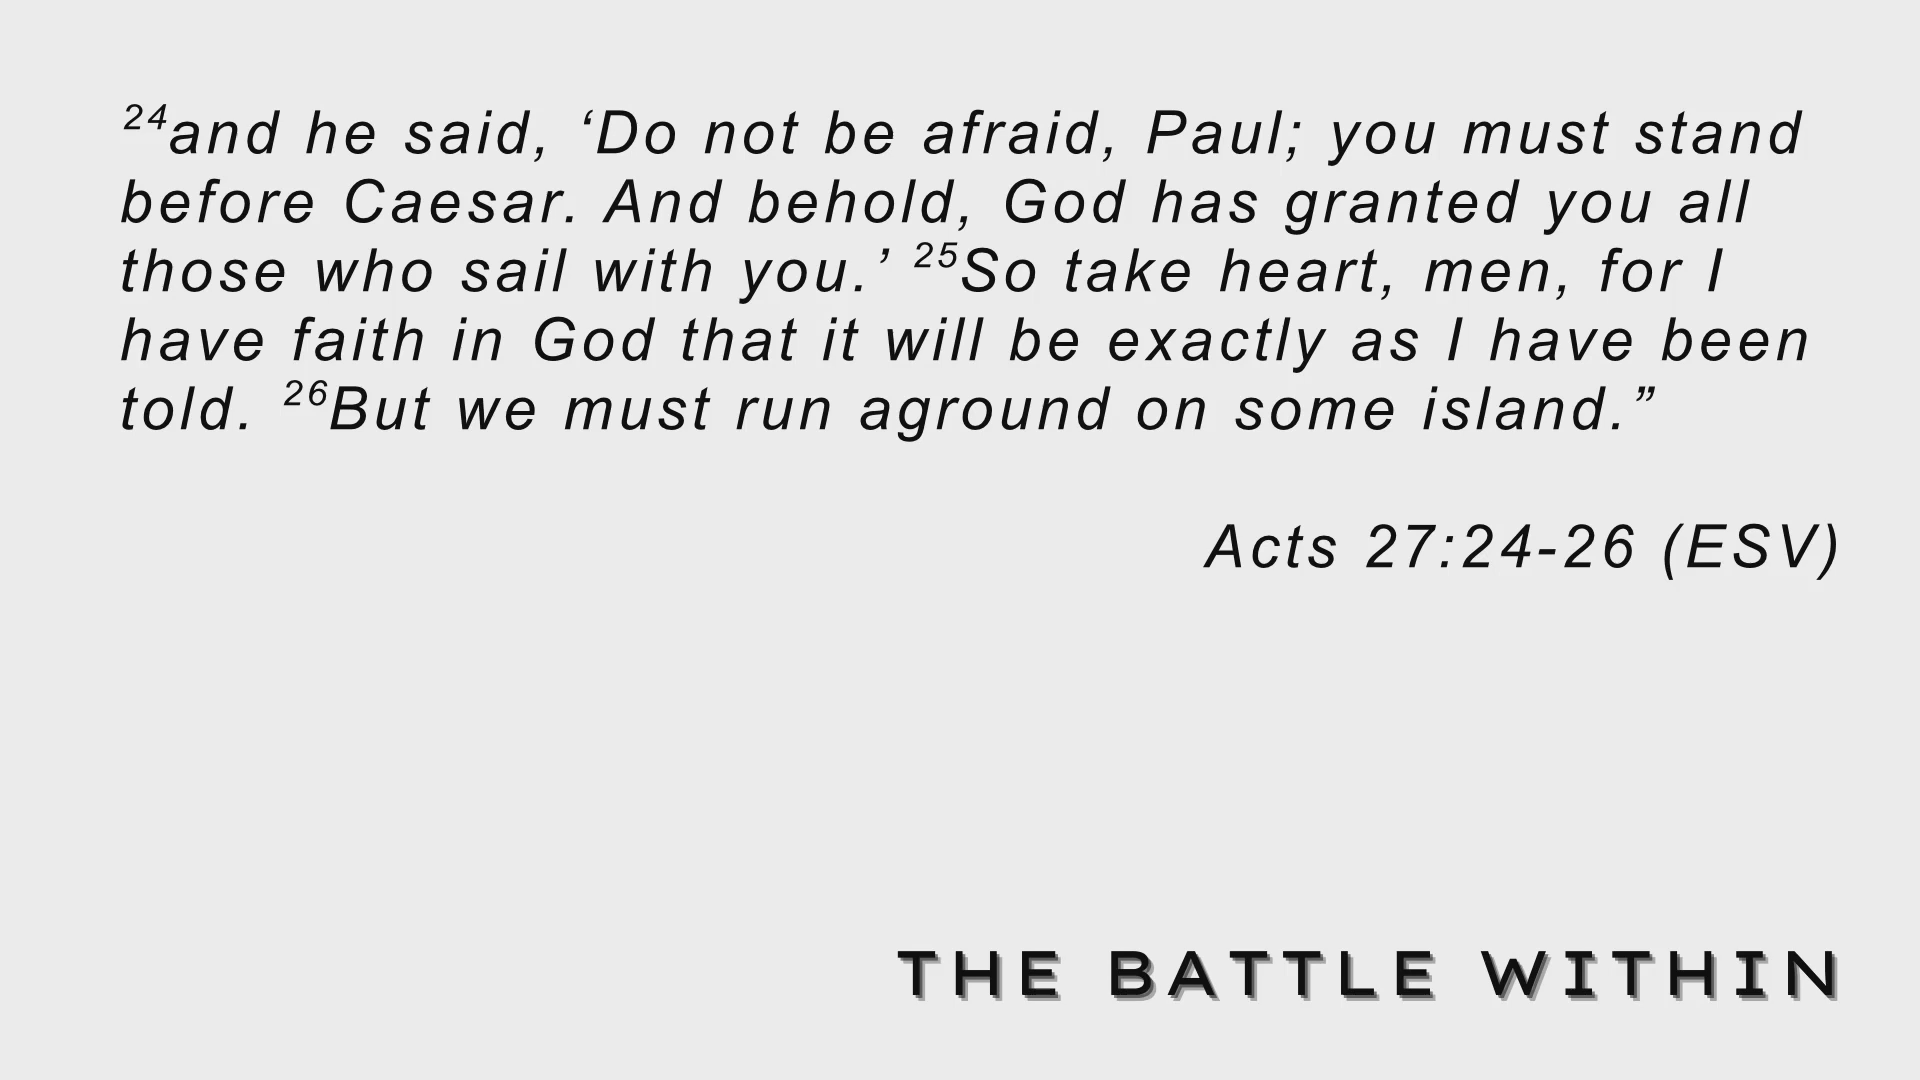 24and he said, ‘Do not be afraid, Paul; you must stand
before Caesar. And behold, God has granted you all
those who sail with you.’ 25So take heart, men, for I
have faith in God that it will be exactly as I have been
told. 26But we must run aground on some island.”
Acts 27:24-26 (ESV)
THE BATTLE WITHIN